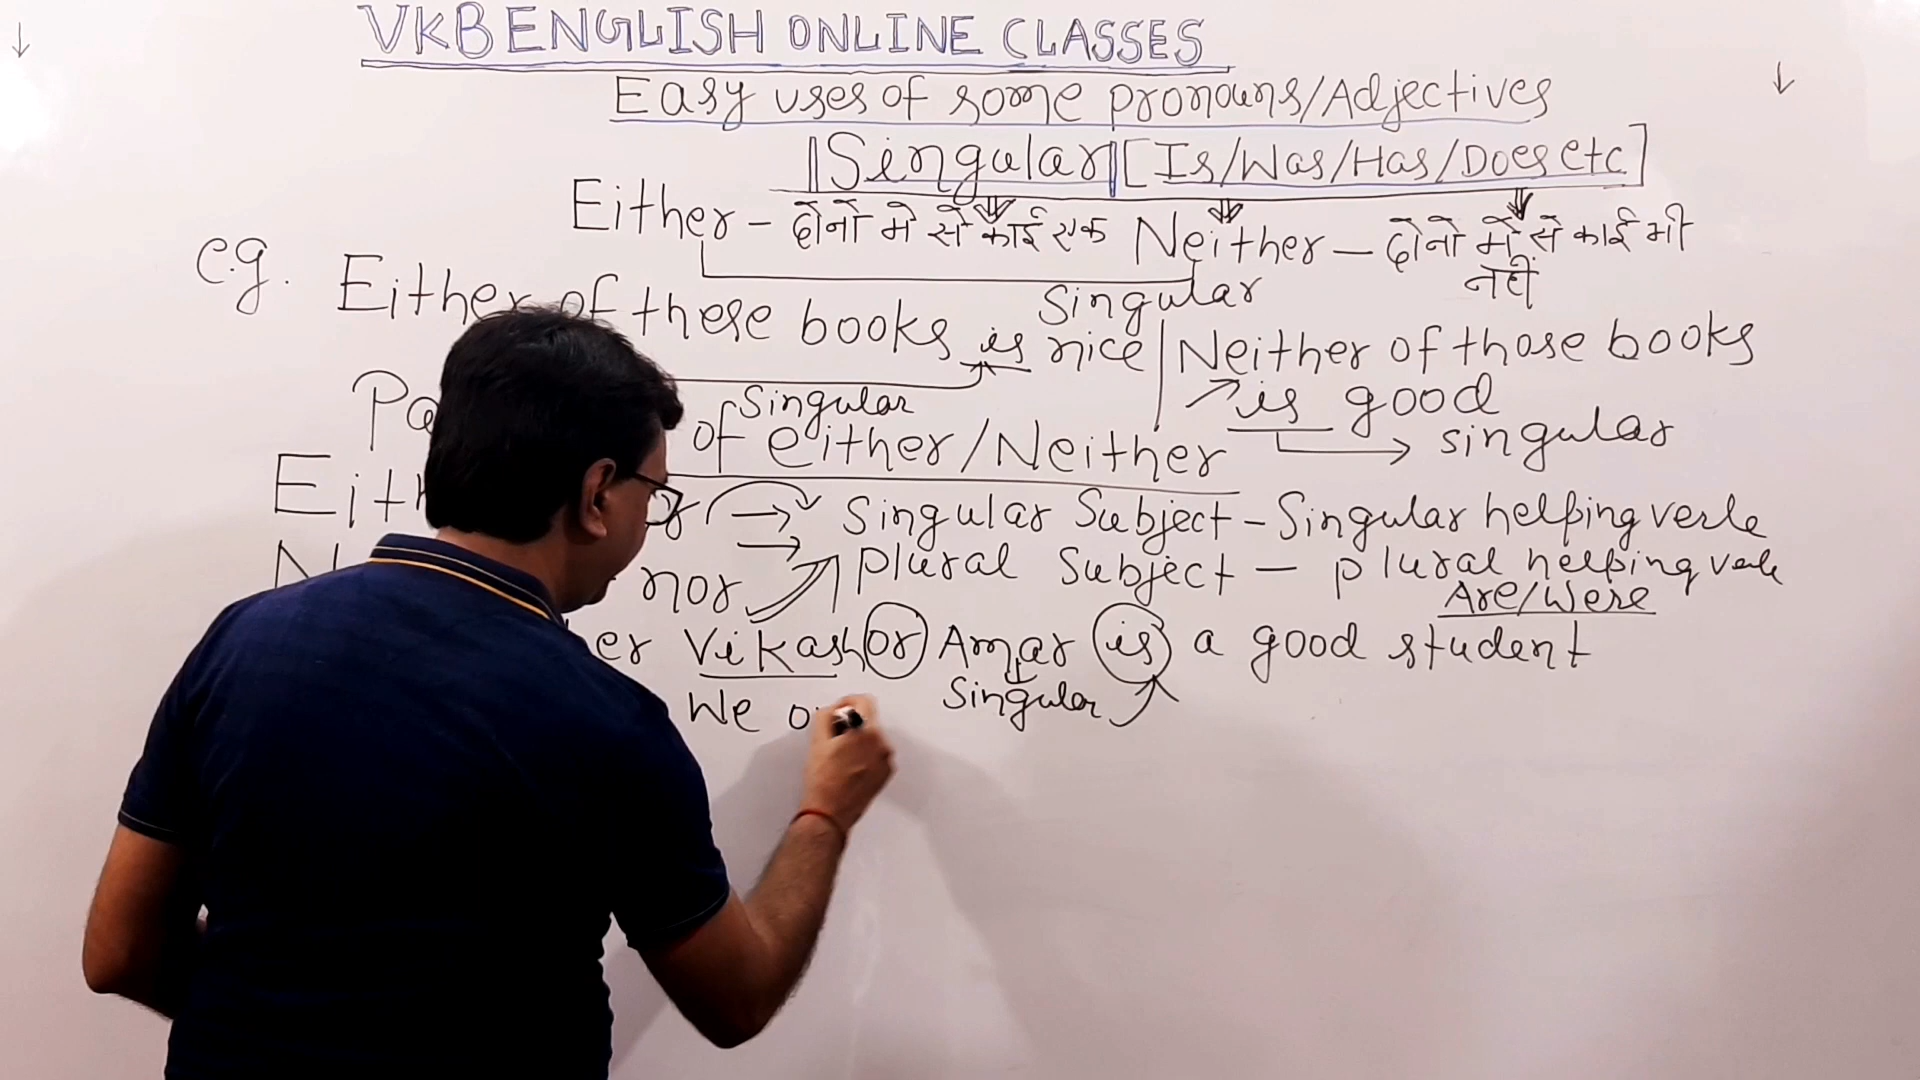 VKB ENGLISH ONLINE CLASSES
Easy uses of some pronouns/Adjectives
Singular [Is/Was/Has/Does etc]
Either - दोनों मे से काई एक Neither - दोनो मों से काई भी
नहीं
e.g. Either of these books is nice | Neither of those books
Singular
is good
Singular
singular
of either/Neither
Singular Subject - Singular helping verb
nor Plural Subject - plural helping verb
Are/Were
Vikash or Amar is a good student
We Singular